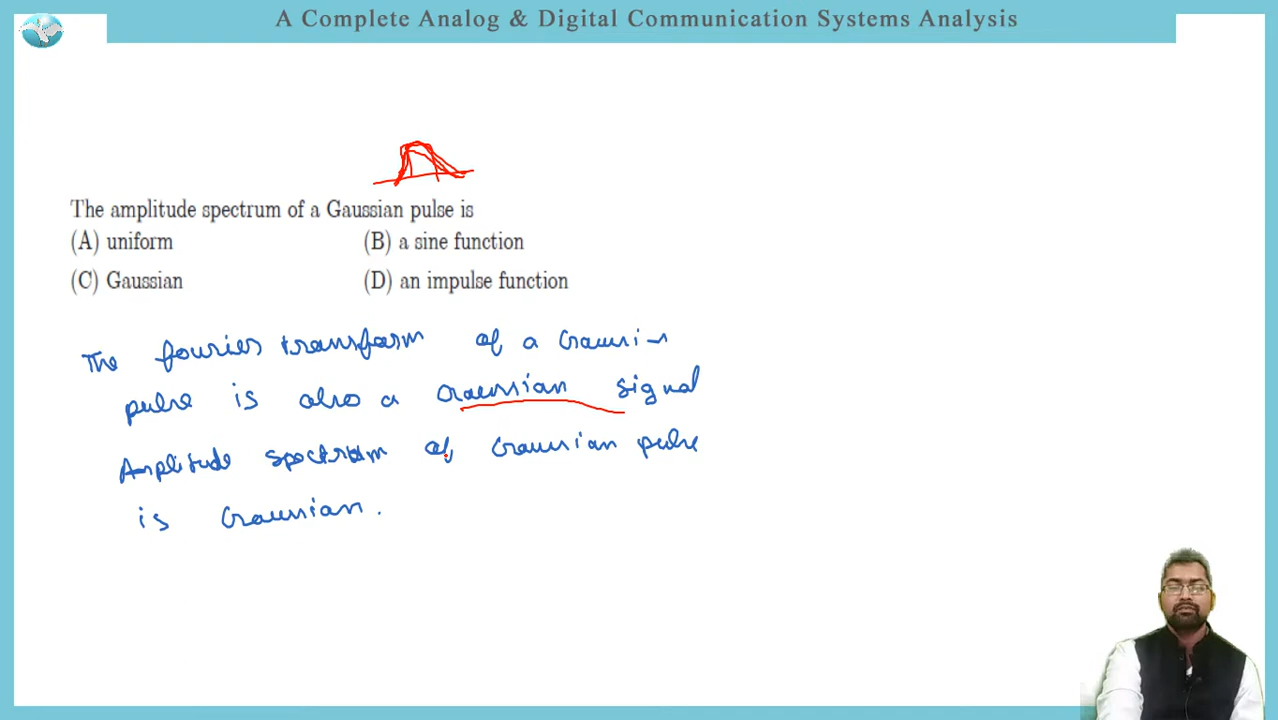 A Complete Analog & Digital Communication Systems Analysis
The amplitude spectrum of a Gaussian pulse is
(A) uniform (B) a sine function
(C) Gaussian (D) an impulse function
The fourier transform of a Gaussian
pulse is also a Gaussian signal
Amplitude spectrum of Gaussian pulse
is Gaussian.